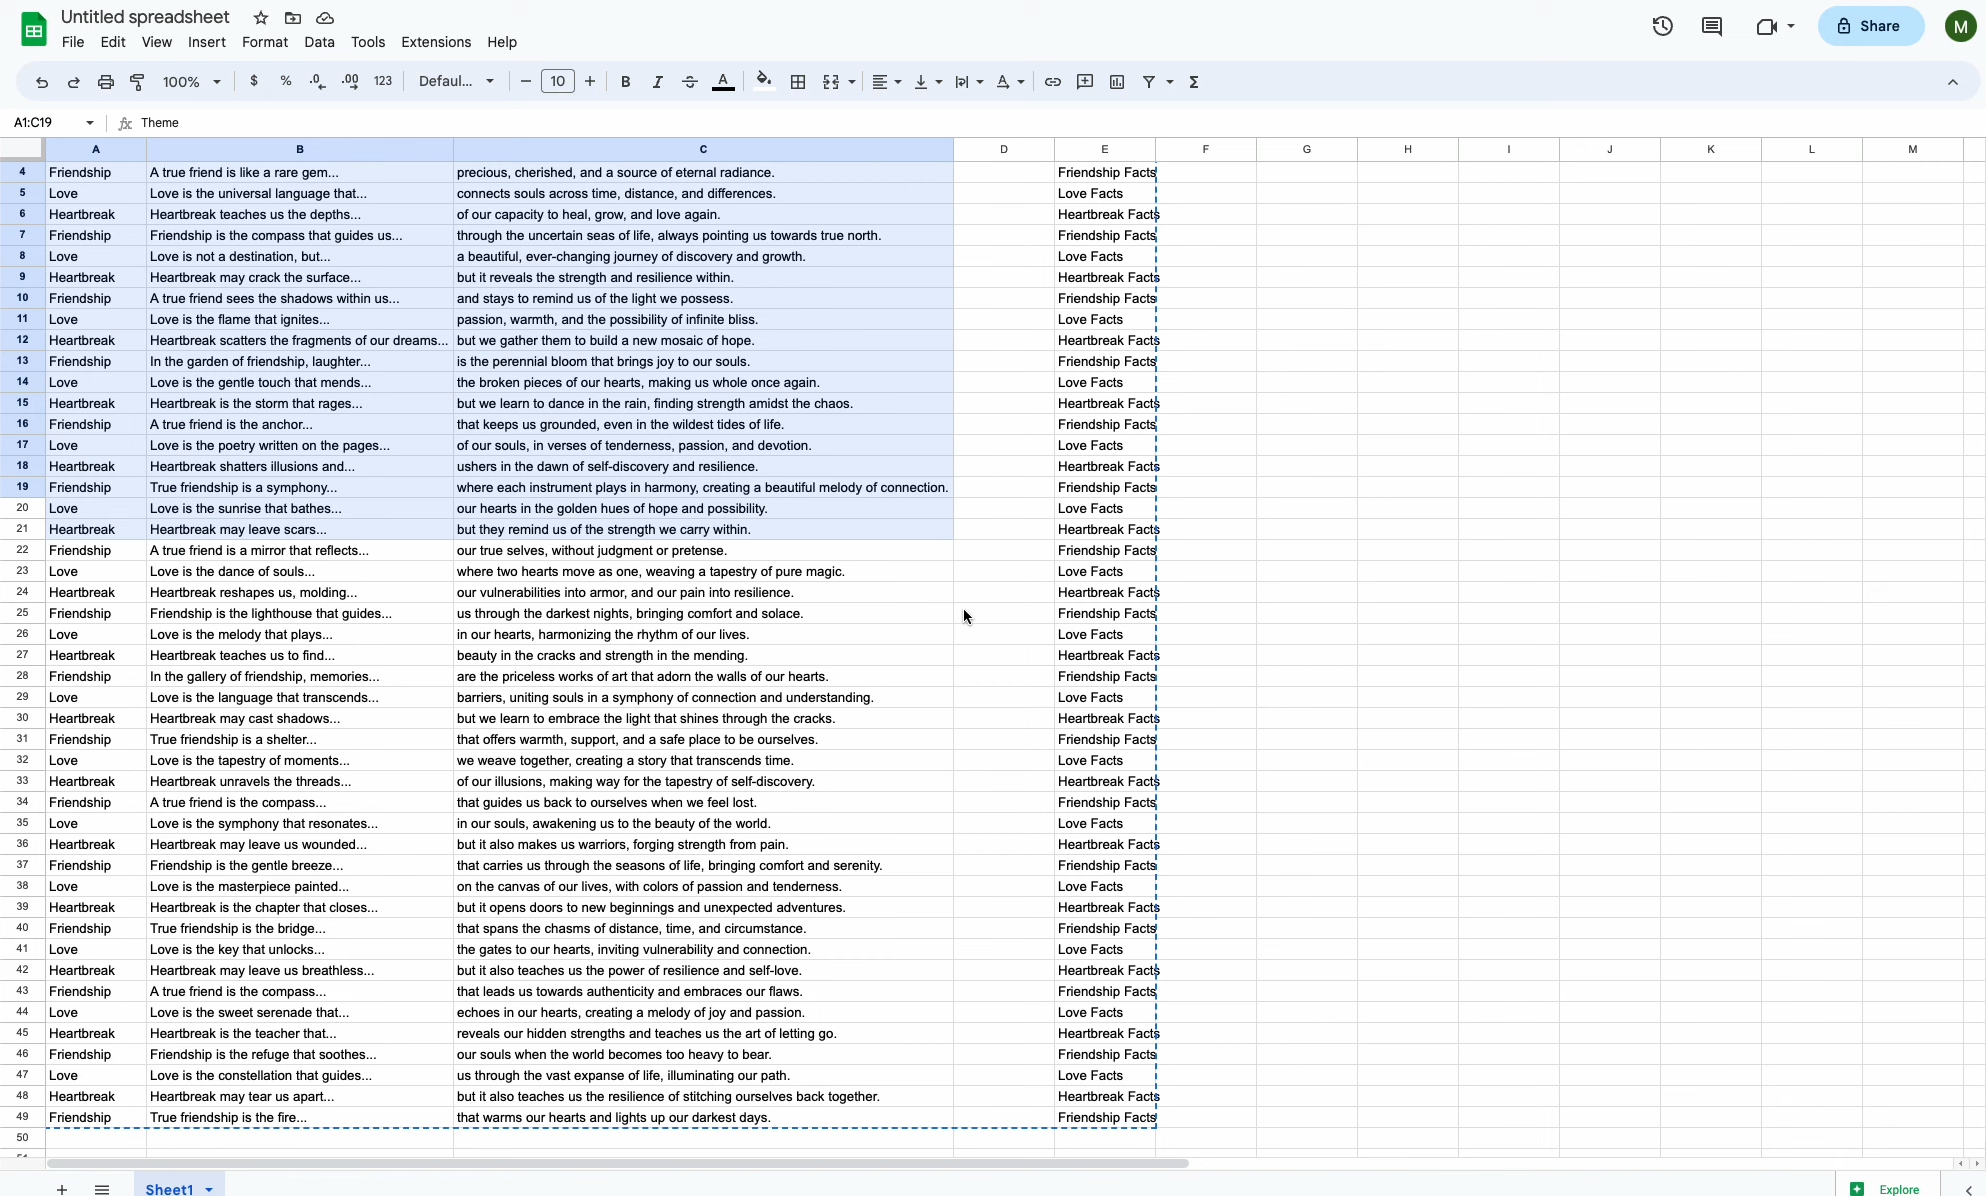 Untitled spreadsheet
File Edit View Insert Format Data Tools Extensions Help
Share
M
100% $ % .0 .00 123 Defaul... 10 B I S A Σ
A1:C19 fx Theme
A B C D E F G H I J K L M
4 Friendship A true friend is like a rare gem... precious, cherished, and a source of eternal radiance. Friendship Facts
5 Love Love is the universal language that... connects souls across time, distance, and differences. Love Facts
6 Heartbreak Heartbreak teaches us the depths... of our capacity to heal, grow, and love again. Heartbreak Facts
7 Friendship Friendship is the compass that guides us... through the uncertain seas of life, always pointing us towards true north. Friendship Facts
8 Love Love is not a destination, but... a beautiful, ever-changing journey of discovery and growth. Love Facts
9 Heartbreak Heartbreak may crack the surface... but it reveals the strength and resilience within. Heartbreak Facts
10 Friendship A true friend sees the shadows within us... and stays to remind us of the light we possess. Friendship Facts
11 Love Love is the flame that ignites... passion, warmth, and the possibility of infinite bliss. Love Facts
12 Heartbreak Heartbreak scatters the fragments of our dreams... but we gather them to build a new mosaic of hope. Heartbreak Facts
13 Friendship In the garden of friendship, laughter... is the perennial bloom that brings joy to our souls. Friendship Facts
14 Love Love is the gentle touch that mends... the broken pieces of our hearts, making us whole once again. Love Facts
15 Heartbreak Heartbreak is the storm that rages... but we learn to dance in the rain, finding strength amidst the chaos. Heartbreak Facts
16 Friendship A true friend is the anchor... that keeps us grounded, even in the wildest tides of life. Friendship Facts
17 Love Love is the poetry written on the pages... of our souls, in verses of tenderness, passion, and devotion. Love Facts
18 Heartbreak Heartbreak shatters illusions and... ushers in the dawn of self-discovery and resilience. Heartbreak Facts
19 Friendship True friendship is a symphony... where each instrument plays in harmony, creating a beautiful melody of connection. Friendship Facts
20 Love Love is the sunrise that bathes... our hearts in the golden hues of hope and possibility. Love Facts
21 Heartbreak Heartbreak may leave scars... but they remind us of the strength we carry within. Heartbreak Facts
22 Friendship A true friend is a mirror that reflects... our true selves, without judgment or pretense. Friendship Facts
23 Love Love is the dance of souls... where two hearts move as one, weaving a tapestry of pure magic. Love Facts
24 Heartbreak Heartbreak reshapes us, molding... our vulnerabilities into armor, and our pain into resilience. Heartbreak Facts
25 Friendship Friendship is the lighthouse that guides... us through the darkest nights, bringing comfort and solace. Friendship Facts
26 Love Love is the melody that plays... in our hearts, harmonizing the rhythm of our lives. Love Facts
27 Heartbreak Heartbreak teaches us to find... beauty in the cracks and strength in the mending. Heartbreak Facts
28 Friendship In the gallery of friendship, memories... are the priceless works of art that adorn the walls of our hearts. Friendship Facts
29 Love Love is the language that transcends... barriers, uniting souls in a symphony of connection and understanding. Love Facts
30 Heartbreak Heartbreak may cast shadows... but we learn to embrace the light that shines through the cracks. Heartbreak Facts
31 Friendship True friendship is a shelter... that offers warmth, support, and a safe place to be ourselves. Friendship Facts
32 Love Love is the tapestry of moments... we weave together, creating a story that transcends time. Love Facts
33 Heartbreak Heartbreak unravels the threads... of our illusions, making way for the tapestry of self-discovery. Heartbreak Facts
34 Friendship A true friend is the compass... that guides us back to ourselves when we feel lost. Friendship Facts
35 Love Love is the symphony that resonates... in our souls, awakening us to the beauty of the world. Love Facts
36 Heartbreak Heartbreak may leave us wounded... but it also makes us warriors, forging strength from pain. Heartbreak Facts
37 Friendship Friendship is the gentle breeze... that carries us through the seasons of life, bringing comfort and serenity. Friendship Facts
38 Love Love is the masterpiece painted... on the canvas of our lives, with colors of passion and tenderness. Love Facts
39 Heartbreak Heartbreak is the chapter that closes... but it opens doors to new beginnings and unexpected adventures. Heartbreak Facts
40 Friendship True friendship is the bridge... that spans the chasms of distance, time, and circumstance. Friendship Facts
41 Love Love is the key that unlocks... the gates to our hearts, inviting vulnerability and connection. Love Facts
42 Heartbreak Heartbreak may leave us breathless... but it also teaches us the power of resilience and self-love. Heartbreak Facts
43 Friendship A true friend is the compass... that leads us towards authenticity and embraces our flaws. Friendship Facts
44 Love Love is the sweet serenade that... echoes in our hearts, creating a melody of joy and passion. Love Facts
45 Heartbreak Heartbreak is the teacher that... reveals our hidden strengths and teaches us the art of letting go. Heartbreak Facts
46 Friendship Friendship is the refuge that soothes... our souls when the world becomes too heavy to bear. Friendship Facts
47 Love Love is the constellation that guides... us through the vast expanse of life, illuminating our path. Love Facts
48 Heartbreak Heartbreak may tear us apart... but it also teaches us the resilience of stitching ourselves back together. Heartbreak Facts
49 Friendship True friendship is the fire... that warms our hearts and lights up our darkest days. Friendship Facts
50
Sheet1 Explore